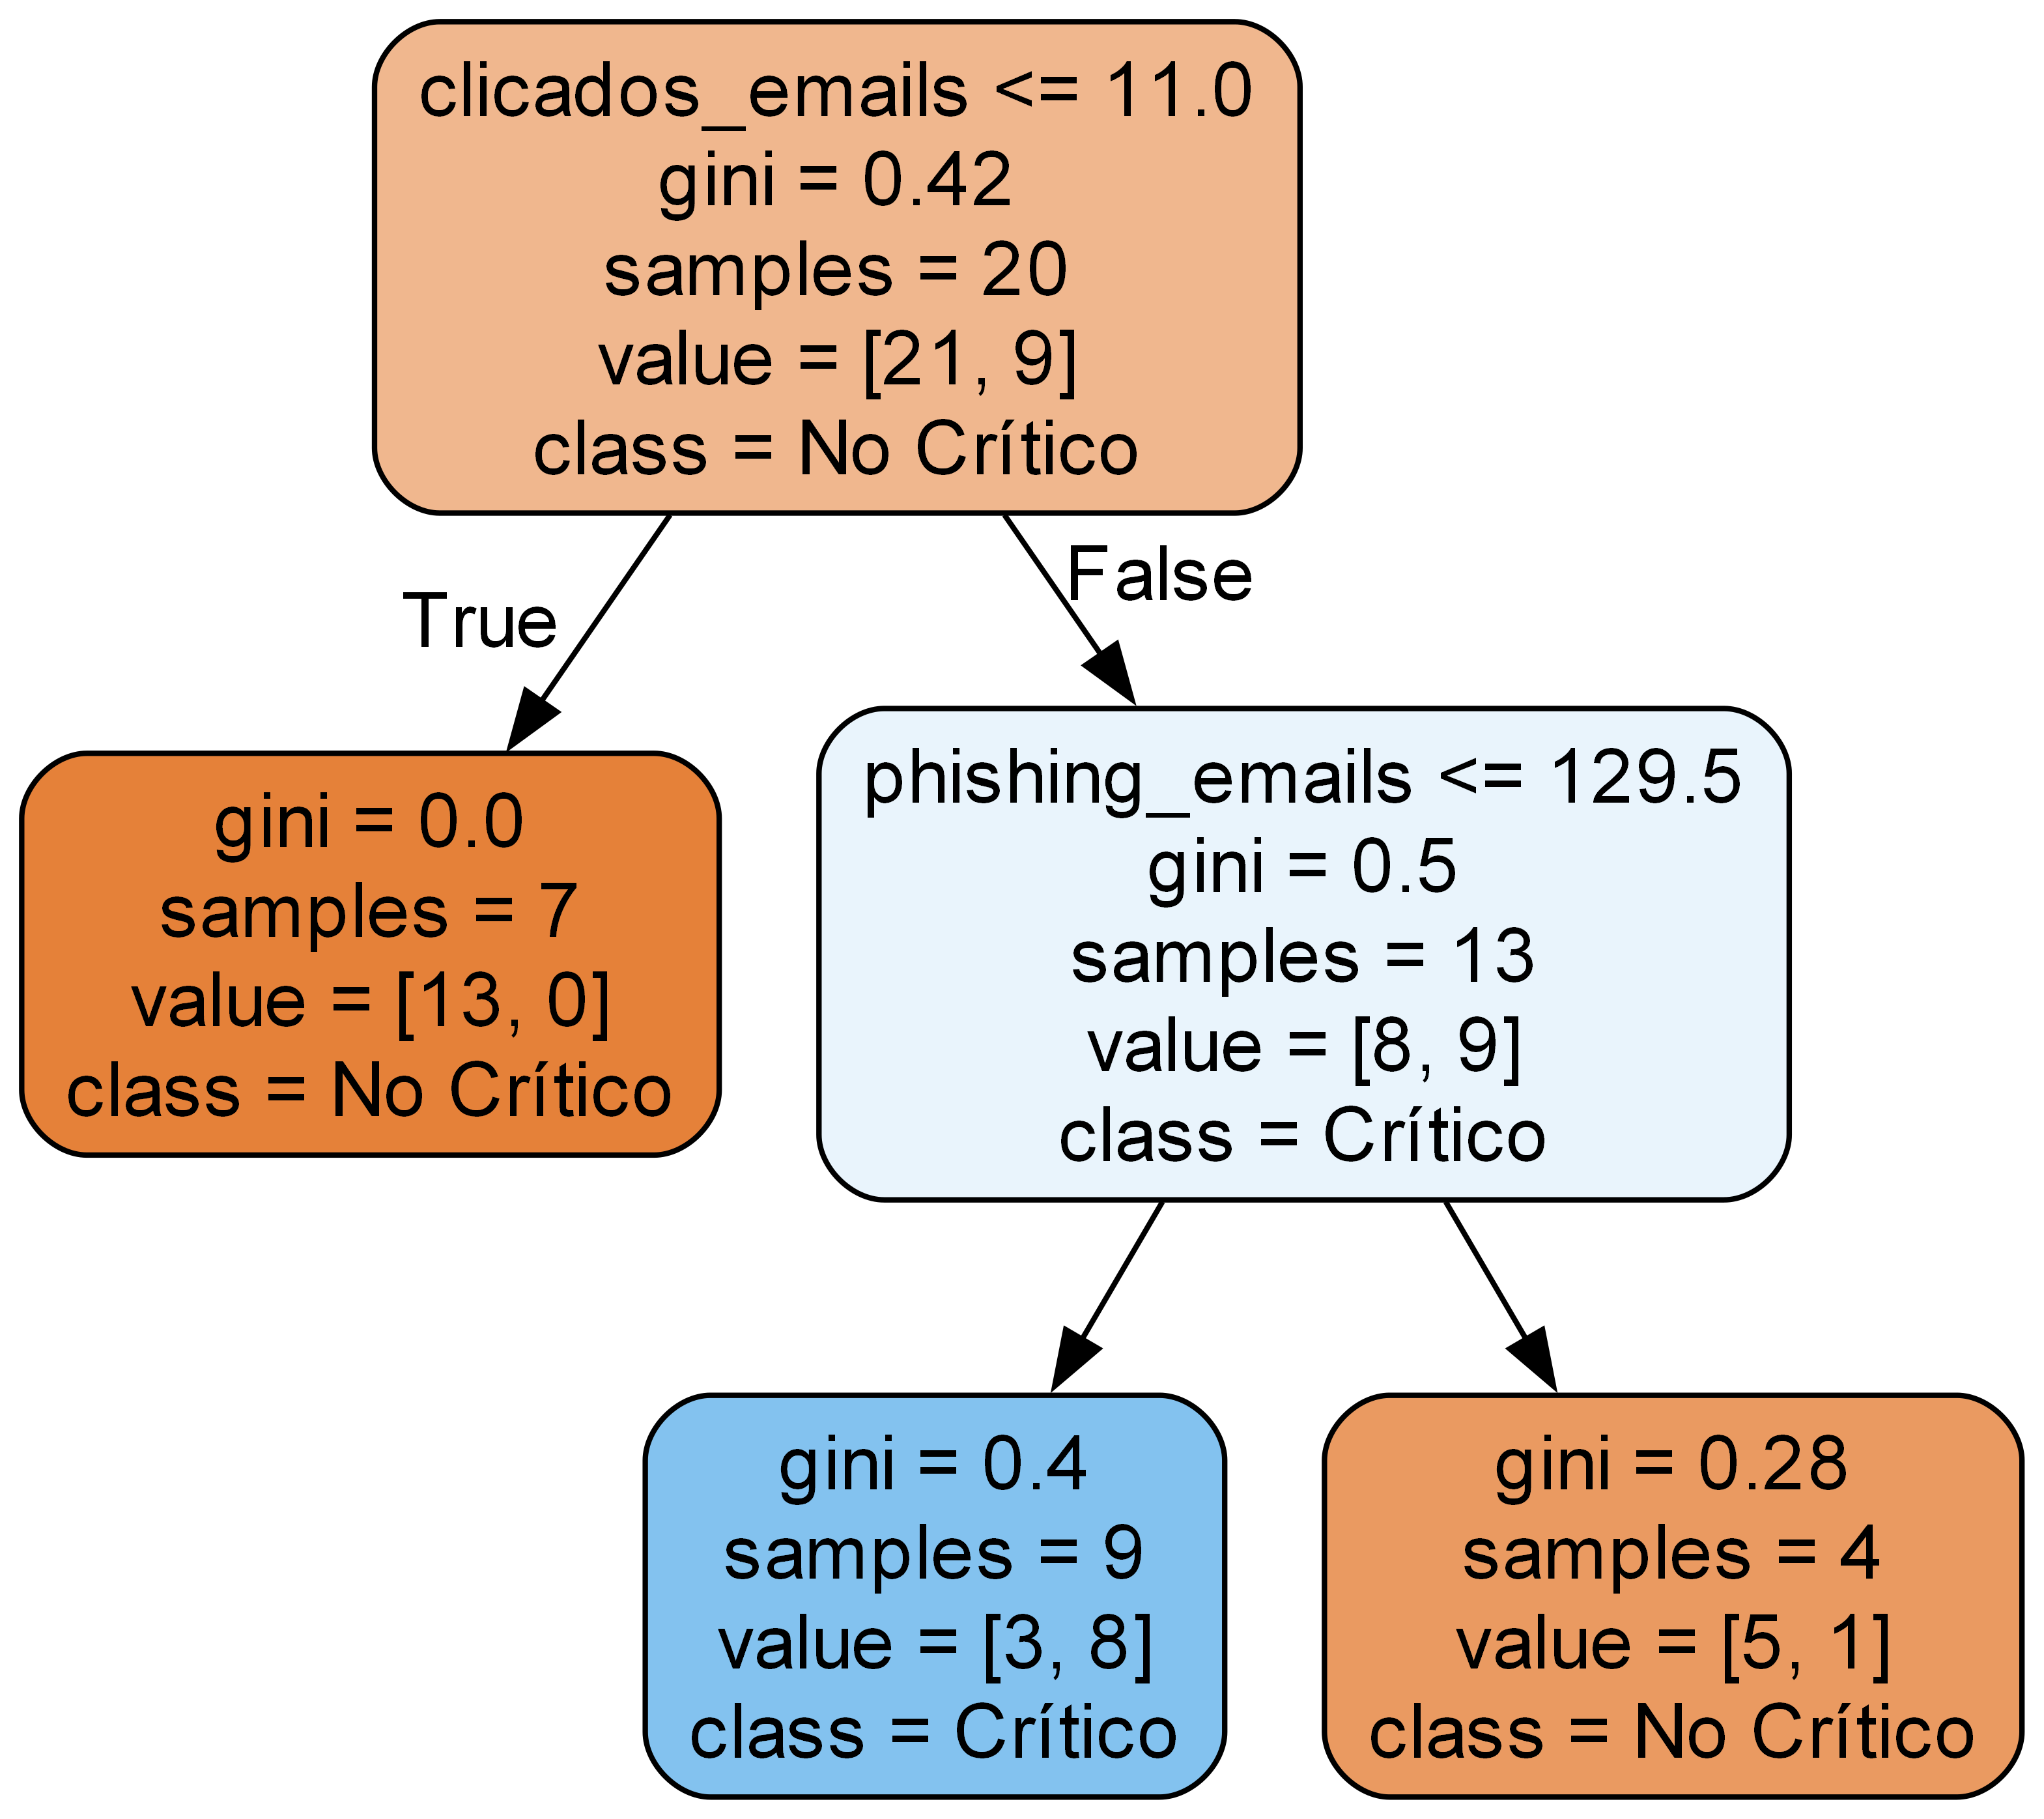 clicados_emails <= 11.0
gini = 0.42
samples = 20
value = [21, 9]
class = No Crítico
True
False
gini = 0.0
samples = 7
value = [13, 0]
class = No Crítico
phishing_emails <= 129.5
gini = 0.5
samples = 13
value = [8, 9]
class = Crítico
gini = 0.4
samples = 9
value = [3, 8]
class = Crítico
gini = 0.28
samples = 4
value = [5, 1]
class = No Crítico